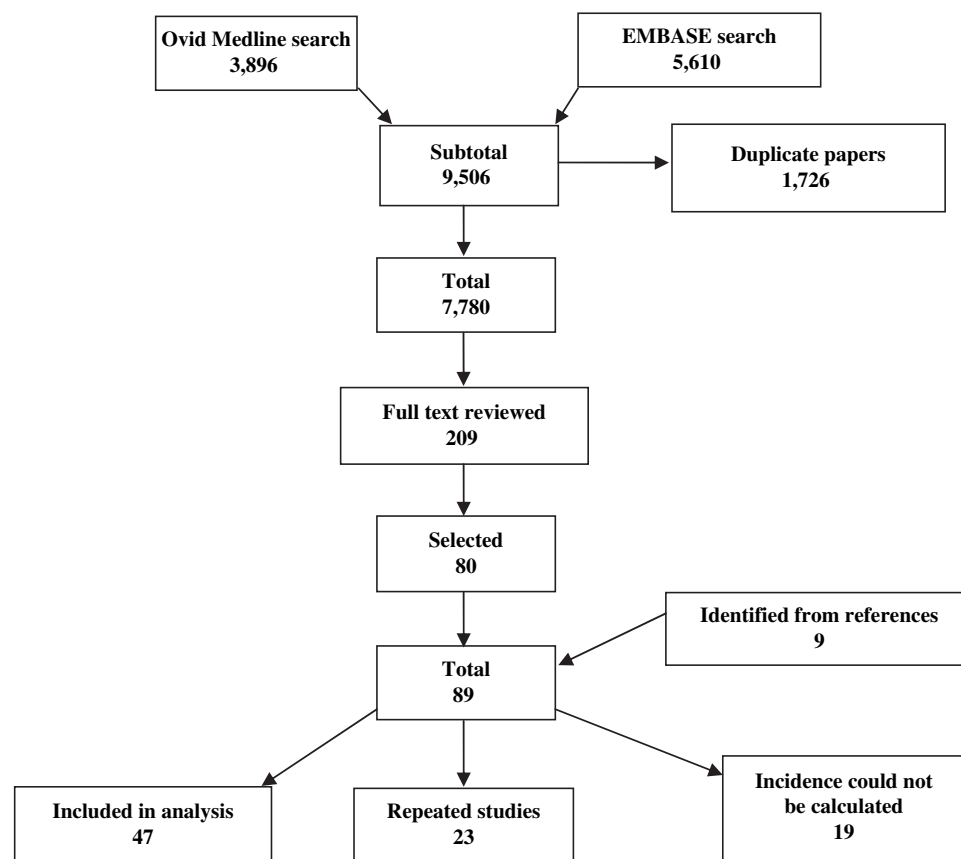 Ovid Medline search
3,896
EMBASE search
5,610
Subtotal
9,506
Duplicate papers
1,726
Total
7,780
Full text reviewed
209
Selected
80
Identified from references
9
Total
89
Included in analysis
47
Repeated studies
23
Incidence could not
be calculated
19